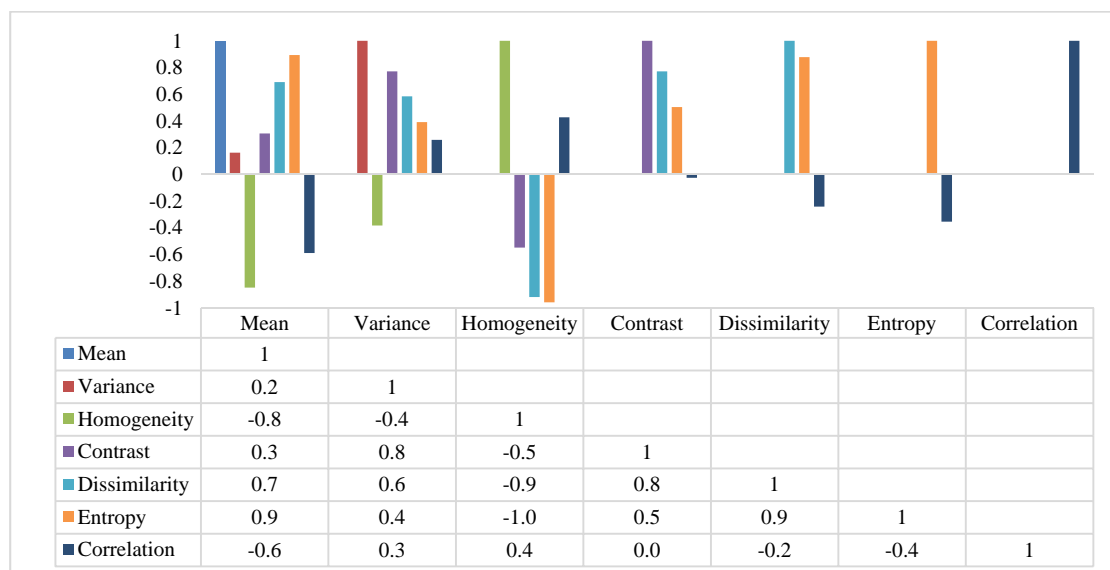 1
0.8
0.6
0.4
0.2
0
-0.2
-0.4
-0.6
-0.8
-1
Mean Variance Homogeneity Contrast Dissimilarity Entropy Correlation
Mean 1
Variance 0.2 1
Homogeneity -0.8 -0.4 1
Contrast 0.3 0.8 -0.5 1
Dissimilarity 0.7 0.6 -0.9 0.8 1
Entropy 0.9 0.4 -1.0 0.5 0.9 1
Correlation -0.6 0.3 0.4 0.0 -0.2 -0.4 1